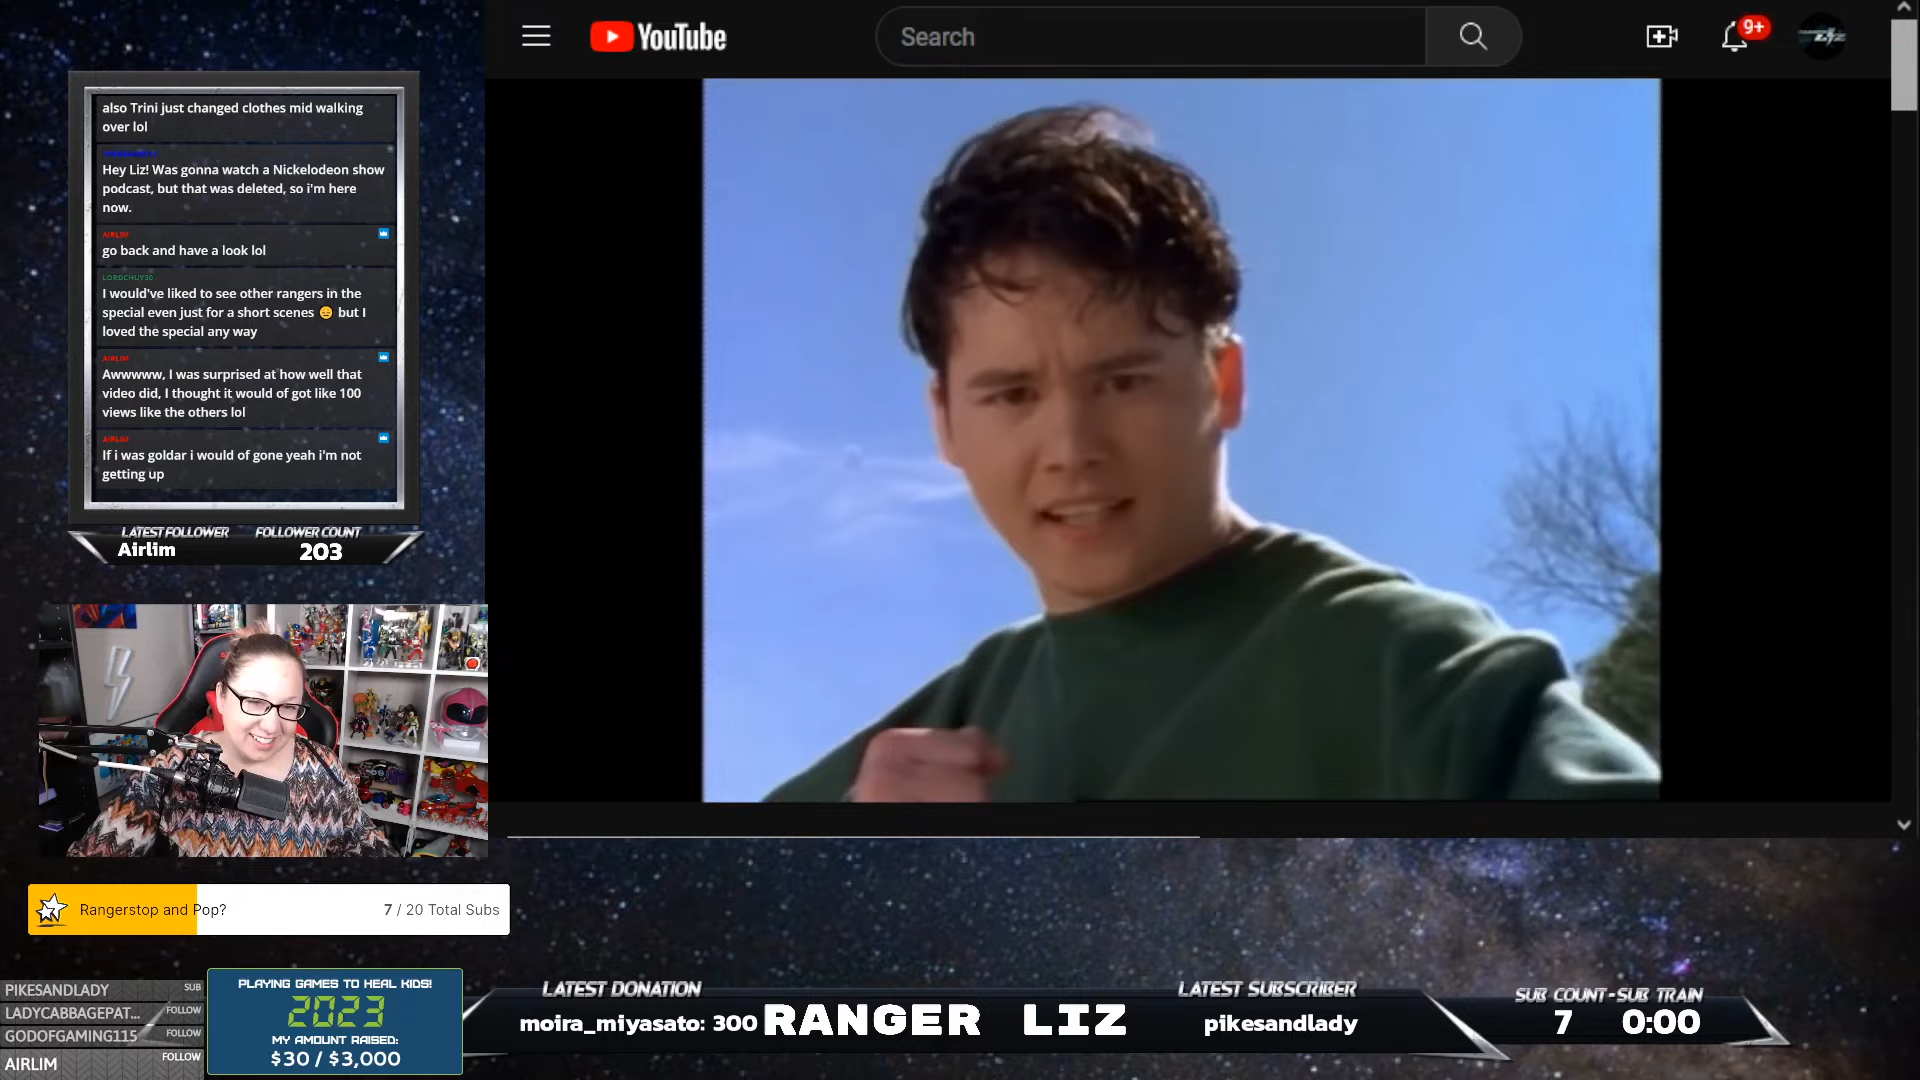 YouTube
Search
9+
also Trini just changed clothes mid walking
over lol
Hey Liz! Was gonna watch a Nickelodeon show
podcast, but that was deleted, so i'm here
now.
AIRLIM
go back and have a look lol
LORDCHUY30
I would've liked to see other rangers in the
special even just for a short scenes 😔 but I
loved the special any way
AIRLIM
Awwwww, I was surprised at how well that
video did, I thought it would of got like 100
views like the others lol
AIRLIM
If i was goldar i would of gone yeah i'm not
getting up
LATEST FOLLOWER FOLLOWER COUNT
Airlim 203
Rangerstop and Pop? 7 / 20 Total Subs
PIKESANDLADY SUB
LADYCABBAGEPAT... FOLLOW
GODOFGAMING115 FOLLOW
AIRLIM FOLLOW
PLAYING GAMES TO HEAL KIDS!
2023
MY AMOUNT RAISED:
$30 / $3,000
LATEST DONATION
moira_miyasato: 300
RANGER LIZ
LATEST SUBSCRIBER
pikesandlady
SUB COUNT-SUB TRAIN
7 0:00